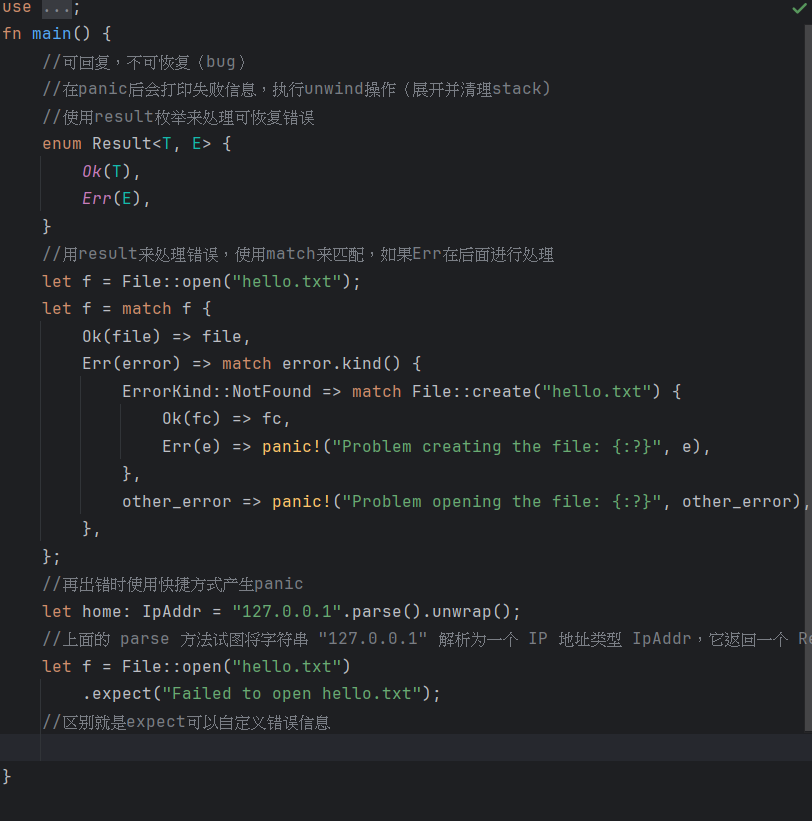 use ...;
fn main() {
    //可回复，不可恢复（bug）
    //在panic后会打印失败信息，执行unwind操作（展开并清理stack)
    //使用result枚举来处理可恢复错误
    enum Result<T, E> {
        Ok(T),
        Err(E),
    }
    //用result来处理错误，使用match来匹配，如果Err在后面进行处理
    let f = File::open("hello.txt");
    let f = match f {
        Ok(file) => file,
        Err(error) => match error.kind() {
            ErrorKind::NotFound => match File::create("hello.txt") {
                Ok(fc) => fc,
                Err(e) => panic!("Problem creating the file: {:?}", e),
            },
            other_error => panic!("Problem opening the file: {:?}", other_error),
        },
    };
    //再出错时使用快捷方式产生panic
    let home: IpAddr = "127.0.0.1".parse().unwrap();
    //上面的 parse 方法试图将字符串 "127.0.0.1" 解析为一个 IP 地址类型 IpAddr，它返回一个 Re
    let f = File::open("hello.txt")
        .expect("Failed to open hello.txt");
    //区别就是expect可以自定义错误信息
}